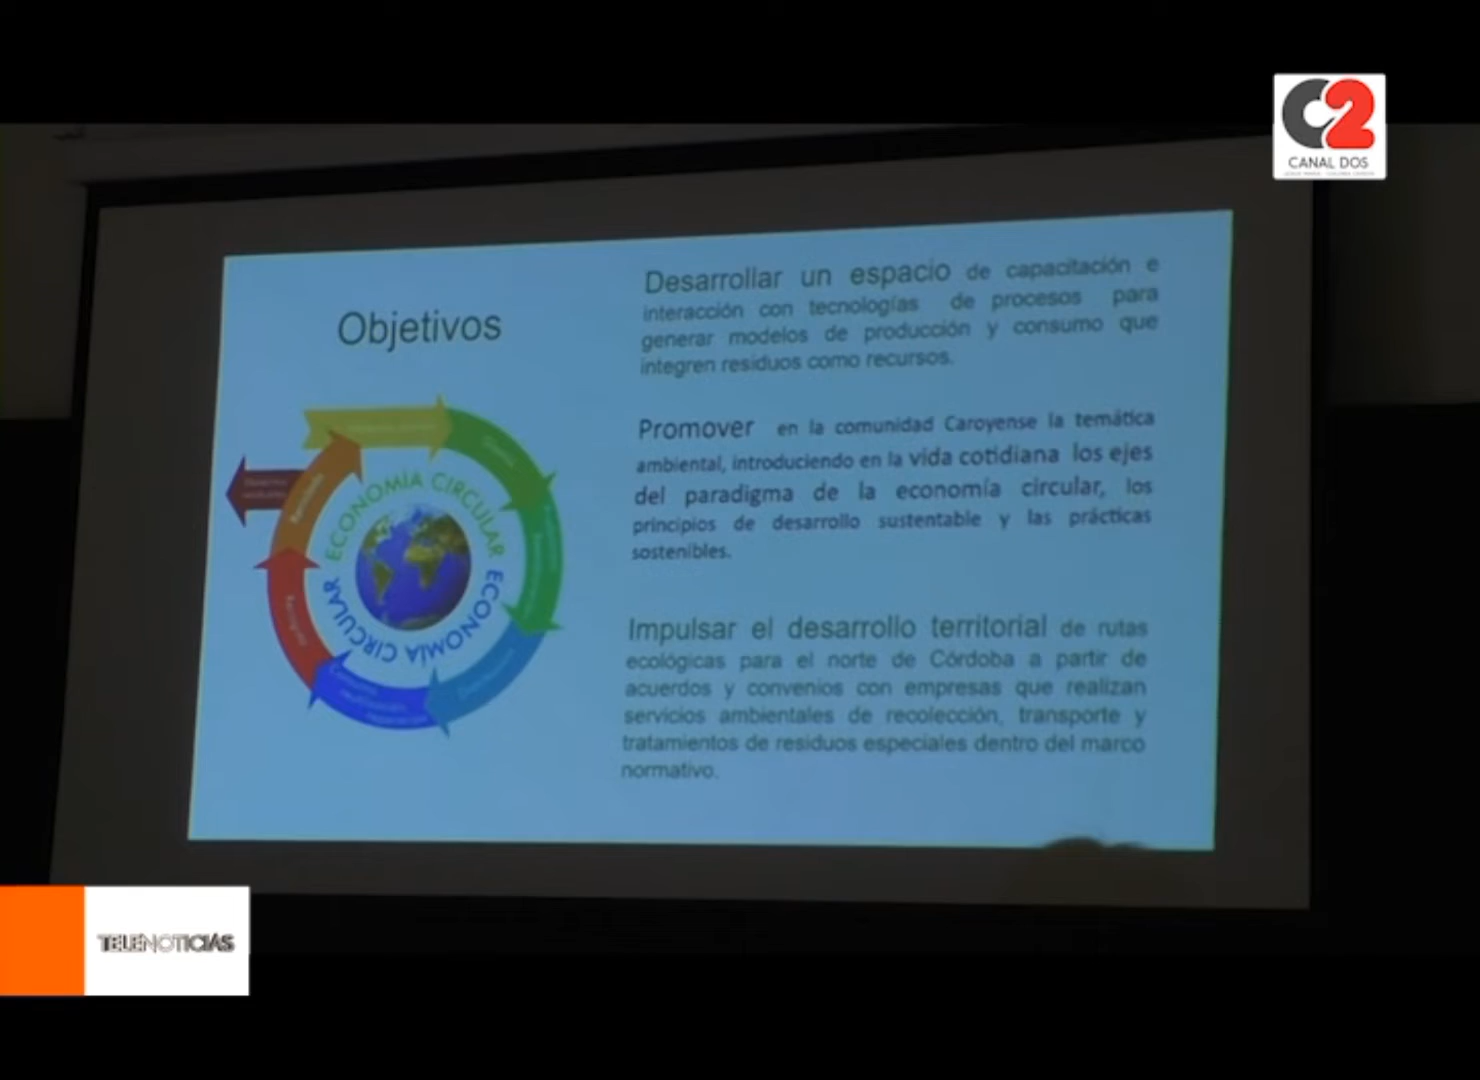 C2
CANAL DOS
Objetivos
Desarrollar un espacio de capacitación e
interacción con tecnologías de procesos para
generar modelos de producción y consumo que
integren residuos como recursos.
Promover en la comunidad Caroyense la temática
ambiental, introduciendo en la vida cotidiana los ejes
del paradigma de la economía circular, los
principios de desarrollo sustentable y las prácticas
sostenibles.
Impulsar el desarrollo territorial de rutas
ecológicas para el norte de Córdoba a partir de
acuerdos y convenios con empresas que realizan
servicios ambientales de recolección, transporte y
tratamientos de residuos especiales dentro del marco
normativo.
ECONOMÍA CIRCULAR
ECONOMÍA CIRCULAR
TELENOTICIAS